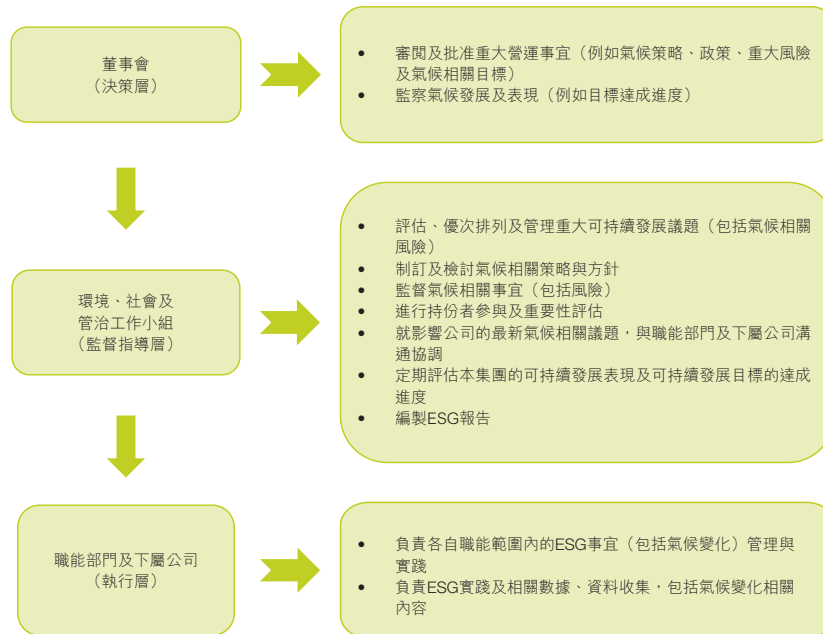 董事會
（決策層）
• 審閱及批准重大營運事宜（例如氣候策略、政策、重大風險
及氣候相關目標）
• 監察氣候發展及表現（例如目標達成進度）
環境、社會及
管治工作小組
（監督指導層）
• 評估、優次排列及管理重大可持續發展議題（包括氣候相關
風險）
• 制訂及檢討氣候相關策略與方針
• 監督氣候相關事宜（包括風險）
• 進行持份者參與及重要性評估
• 就影響公司的最新氣候相關議題，與職能部門及下屬公司溝
通協調
• 定期評估本集團的可持續發展表現及可持續發展目標的達成
進度
• 編製ESG報告
職能部門及下屬公司
（執行層）
• 負責各自職能範圍內的ESG事宜（包括氣候變化）管理與
實踐
• 負責ESG實踐及相關數據、資料收集，包括氣候變化相關
內容